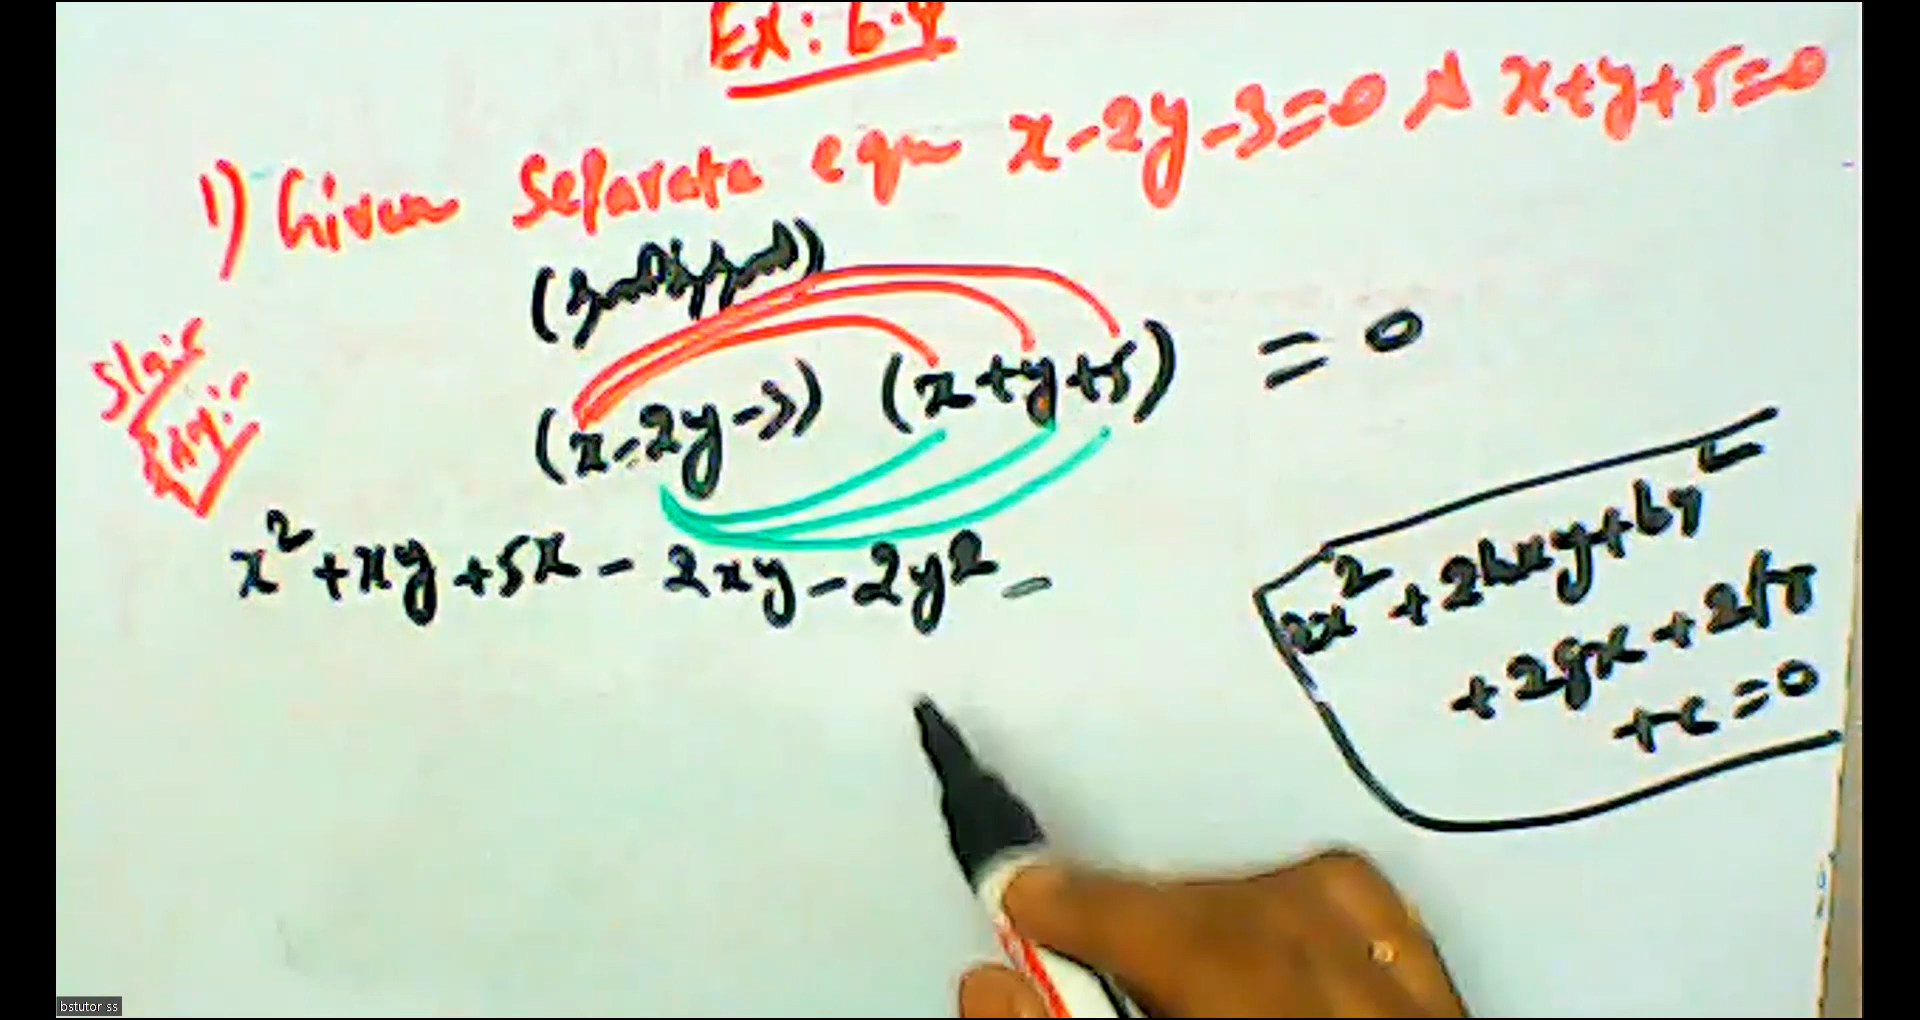 Ex: 6.4
1) Given Separate equ x-2y-3=0 & x+y+5=0
(x-2y-3) (x+y+5) = 0
x²+xy+5x-2xy-2y² -
ax²+2hxy+by²
+2gx+2fy
+c=0
bstutor ss